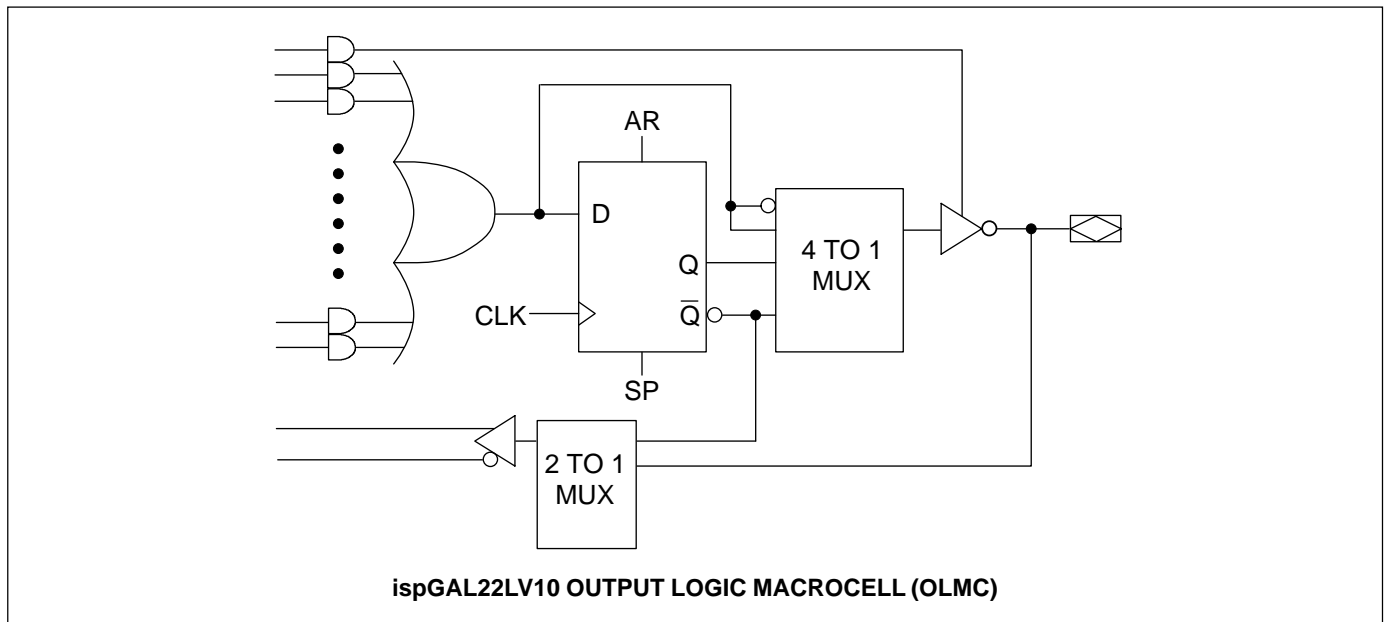 AR
D
Q
Q̅
CLK
SP
4 TO 1
MUX
2 TO 1
MUX
ispGAL22LV10 OUTPUT LOGIC MACROCELL (OLMC)